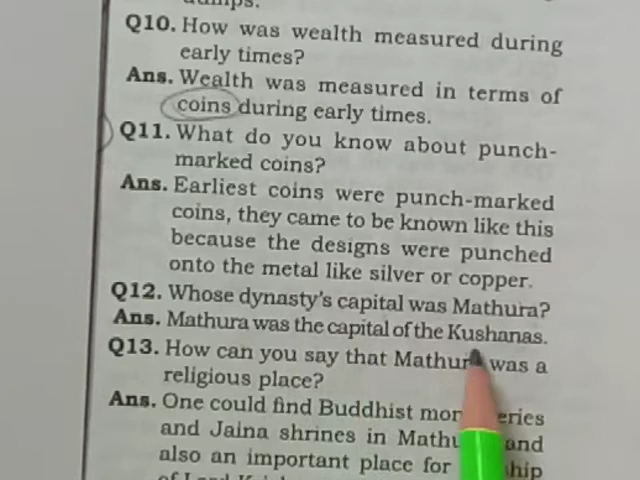 dumps.
Q10. How was wealth measured during
early times?
Ans. Wealth was measured in terms of
coins during early times.
Q11. What do you know about punch-
marked coins?
Ans. Earliest coins were punch-marked
coins, they came to be known like this
because the designs were punched
onto the metal like silver or copper.
Q12. Whose dynasty's capital was Mathura?
Ans. Mathura was the capital of the Kushanas.
Q13. How can you say that Mathura was a
religious place?
Ans. One could find Buddhist
and Jaina shrines in and
also an important place for
of Lord